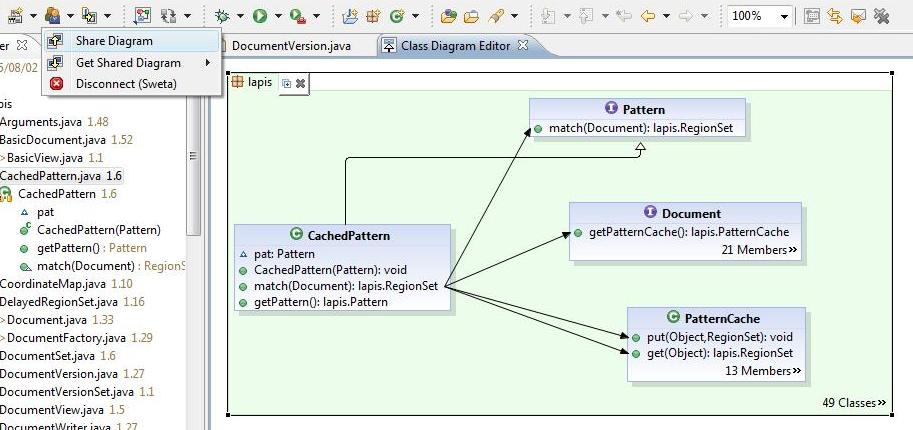 100%
Share Diagram
Get Shared Diagram
Disconnect (Sweta)
DocumentVersion.java
Class Diagram Editor
5/08/02
Arguments.java 1.48
BasicDocument.java 1.52
>BasicView.java 1.1
CachedPattern.java 1.6
CachedPattern 1.6
pat
CachedPattern(Pattern)
getPattern() : Pattern
match(Document) : RegionS
CoordinateMap.java 1.10
DelayedRegionSet.java 1.16
>Document.java 1.33
>DocumentFactory.java 1.29
DocumentSet.java 1.6
DocumentVersion.java 1.27
DocumentVersionSet.java 1.1
DocumentView.java 1.5
DocumentWriter.java 1.27
lapis
Pattern
match(Document): lapis.RegionSet
CachedPattern
pat: Pattern
CachedPattern(Pattern): void
match(Document): lapis.RegionSet
getPattern(): lapis.Pattern
Document
getPatternCache(): lapis.PatternCache
21 Members»
PatternCache
put(Object,RegionSet): void
get(Object): lapis.RegionSet
13 Members»
49 Classes»